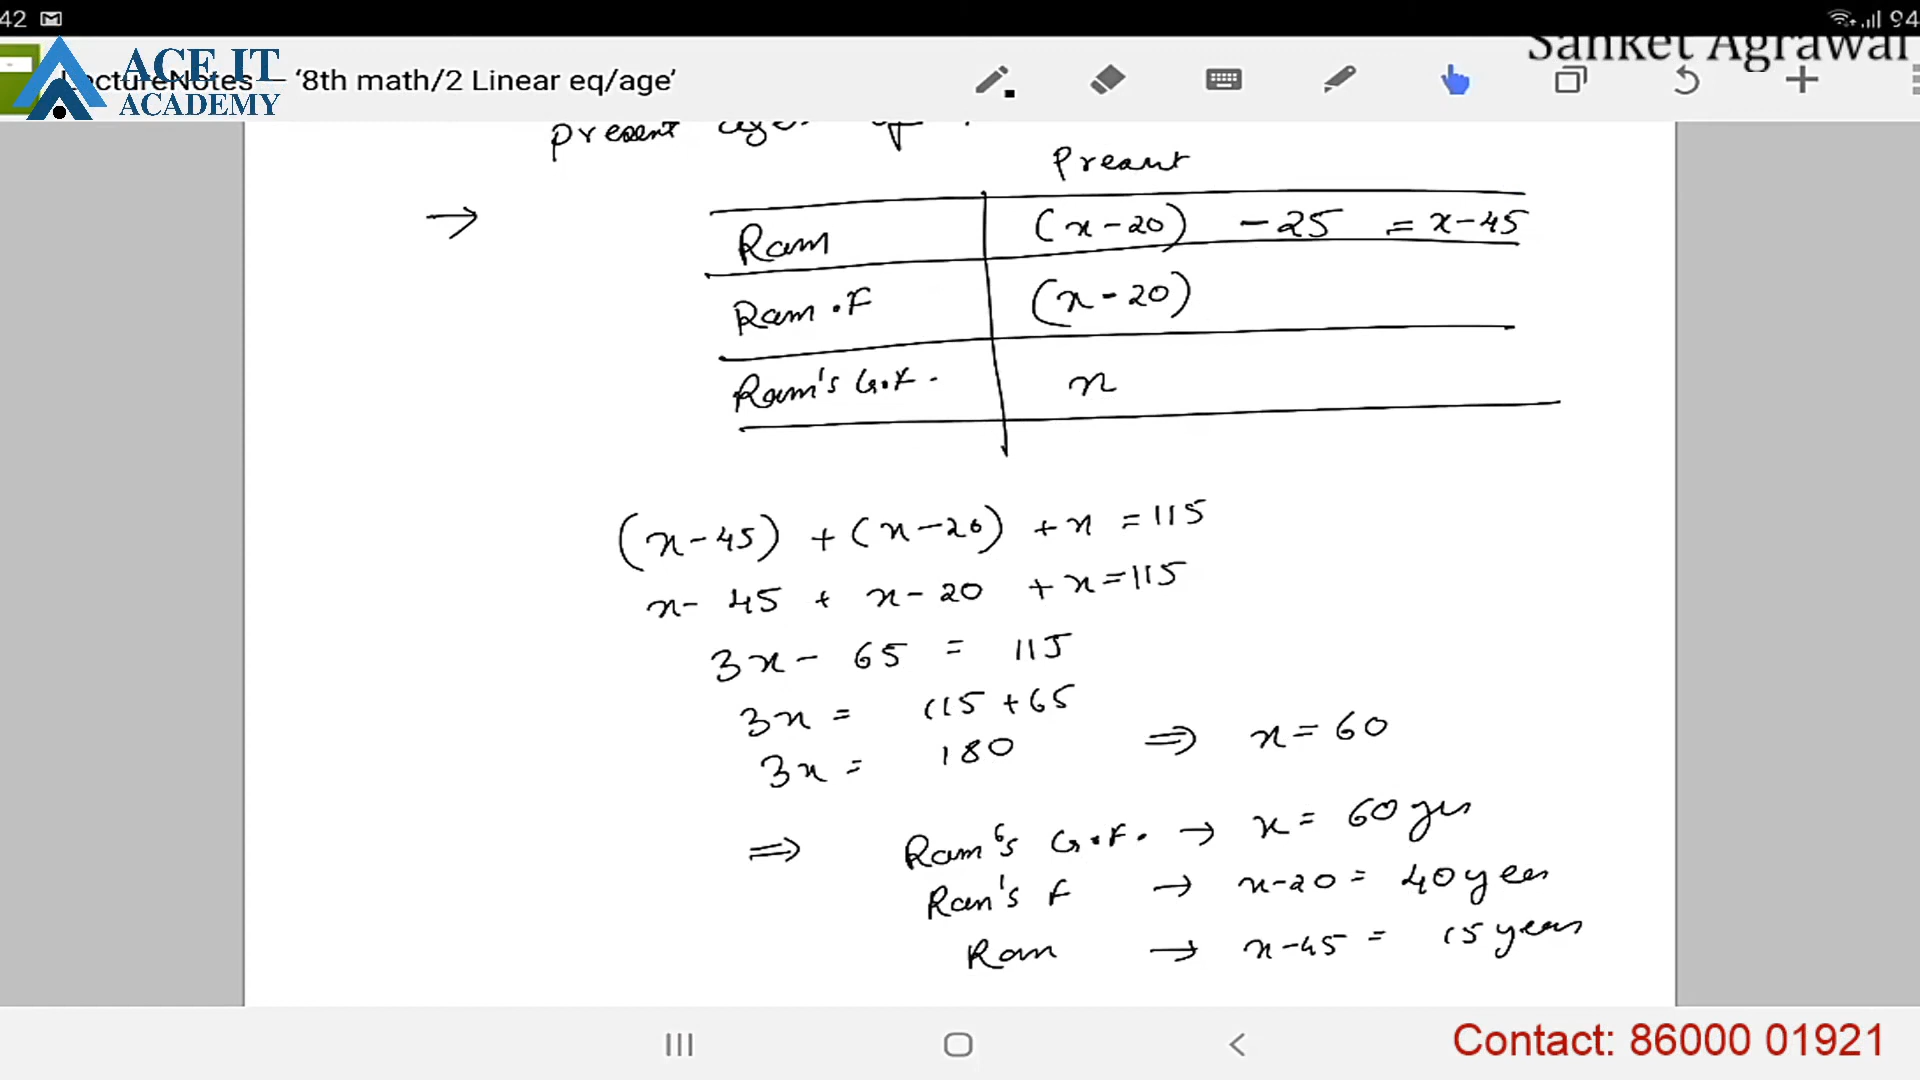 42
94
Sanket Agrawal
ACE IT
ACADEMY
LectureNotes – ‘8th math/2 Linear eq/age’
present
Presant
Ram (x-20) -25 = x-45
Ram.F (x-20)
Ram's G.F. x
(x-45) + (x-20) + x = 115
x- 45 + x- 20 + x = 115
3x - 65 = 115
3x = 115 + 65
3x = 180 ⇒ x = 60
⇒ Ram's G.F. → x = 60 yrs
Ram's F → x-20 = 40 years
Ram → x-45 = 15 years
Contact: 86000 01921